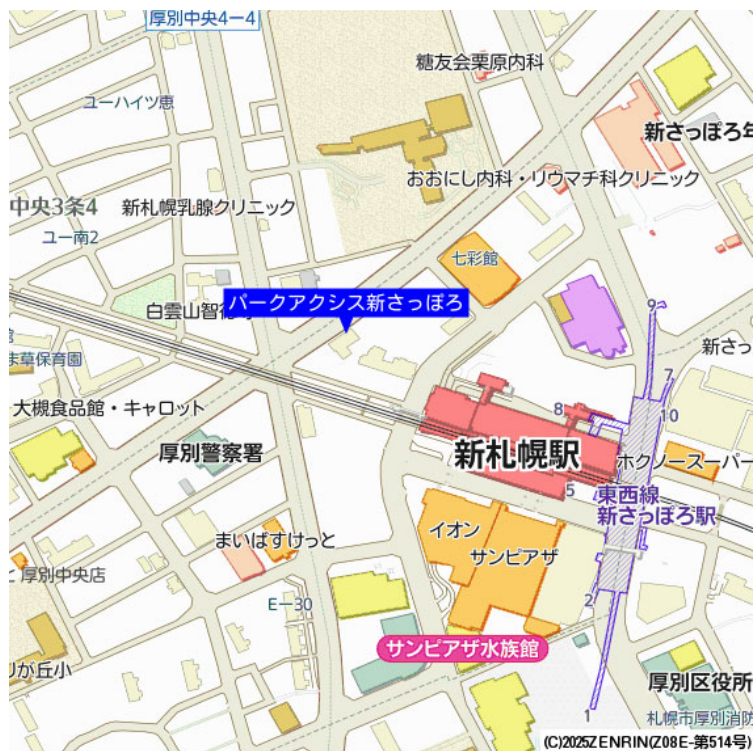 厚別中央4ー4
糖友会栗原内科
ユーハイツ恵
新さっぽろ年
おおにし内科・リウマチ科クリニック
中央3条4
新札幌乳腺クリニック
ユー南2
七彩館
パークアクシス新さっぽろ
白雲山智
9
ま草保育園
新さっ
7
大槻食品館・キャロット
8
10
厚別警察署
新札幌駅
ホクノースーパー
5
東西線
新さっぽろ駅
イオン
サンピアザ
まいばすけっと
厚別中央店
E−30
2
サンピアザ水族館
りが丘小
厚別区役所
1
札幌市厚別消防
(C)2025ZENRIN(Z08E-第514号)